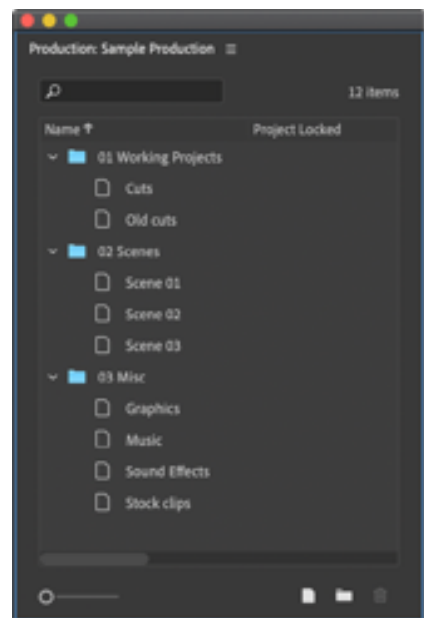 Production: Sample Production
12 items
Name Project Locked
01 Working Projects
Cuts
Old cuts
02 Scenes
Scene 01
Scene 02
Scene 03
03 Misc
Graphics
Music
Sound Effects
Stock clips